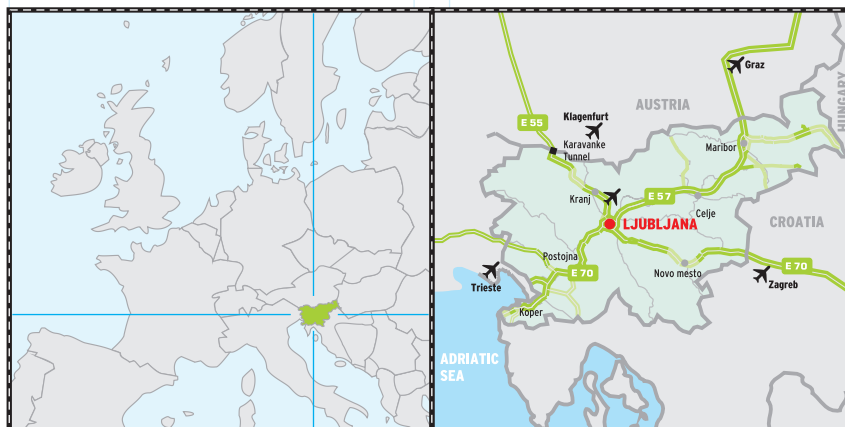 Graz
AUSTRIA
HUNGARY
Klagenfurt
E 55
Karavanke
Tunnel
Maribor
Kranj
E 57
Celje
LJUBLJANA
CROATIA
Postojna
E 70
Novo mesto
E 70
Zagreb
Trieste
Koper
ADRIATIC
SEA